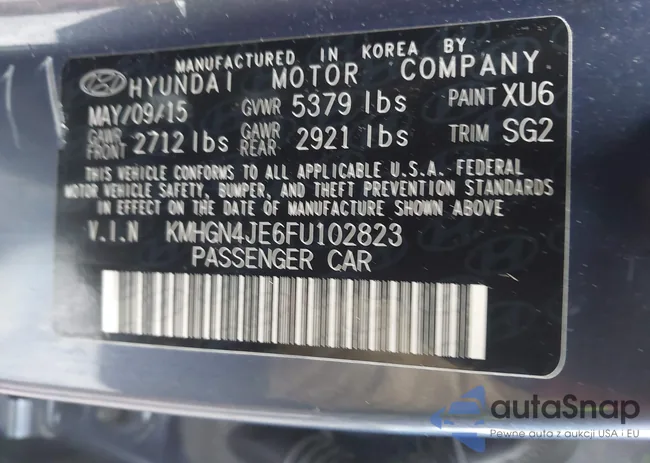 MANUFACTURED IN KOREA BY
HYUNDAI MOTOR COMPANY
MAY/09/15 GVWR 5379 lbs PAINT XU6
GAWR FRONT 2712 lbs GAWR REAR 2921 lbs TRIM SG2
THIS VEHICLE CONFORMS TO ALL APPLICABLE U.S.A. FEDERAL
MOTOR VEHICLE SAFETY, BUMPER, AND THEFT PREVENTION STANDARDS
IN EFFECT ON THE DATE OF MANUFACTURE SHOWN ABOVE.
V.I.N KMHGN4JE6FU102823
PASSENGER CAR
autaSnap
Pewne auta z aukcji USA i EU